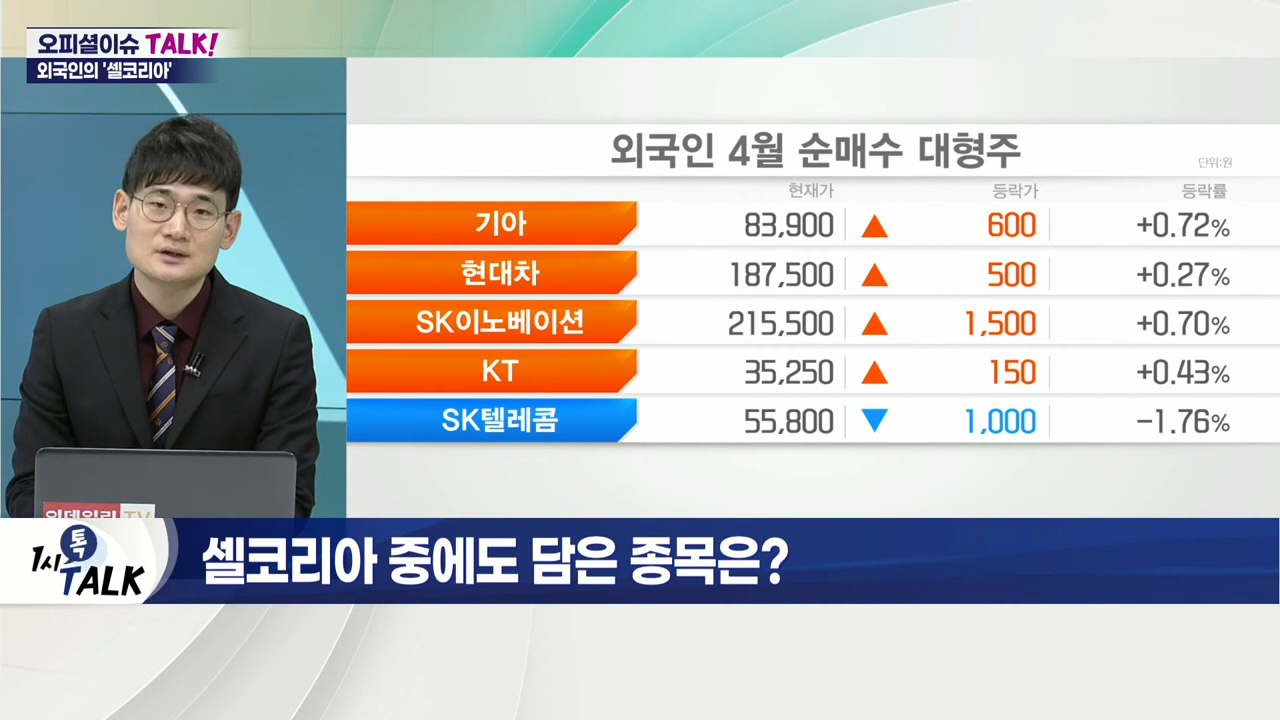 오피셜이슈 TALK!
외국인의 '셀코리아'
외국인 4월 순매수 대형주
단위:원
현재가 등락가 등락률
기아 83,900 ▲ 600 +0.72%
현대차 187,500 ▲ 500 +0.27%
SK이노베이션 215,500 ▲ 1,500 +0.70%
KT 35,250 ▲ 150 +0.43%
SK텔레콤 55,800 ▼ 1,000 -1.76%
이데일리 TV
1시 톡 TALK
셀코리아 중에도 담은 종목은?